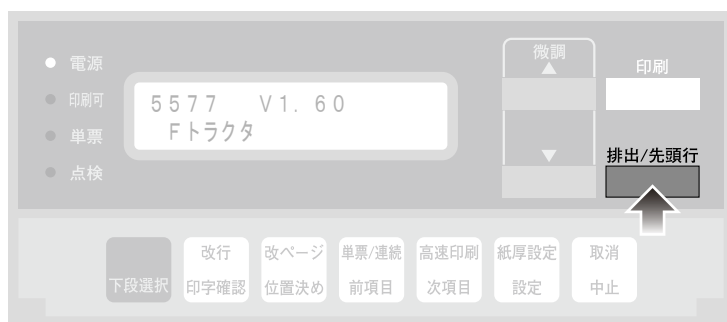 電源
印刷可
単票
点検
5577 V1.60
Fトラクタ
微調
印刷
排出/先頭行
下段選択
改行
印字確認
改ページ
位置決め
単票/連続
前項目
高速印刷
次項目
紙厚設定
設定
取消
中止